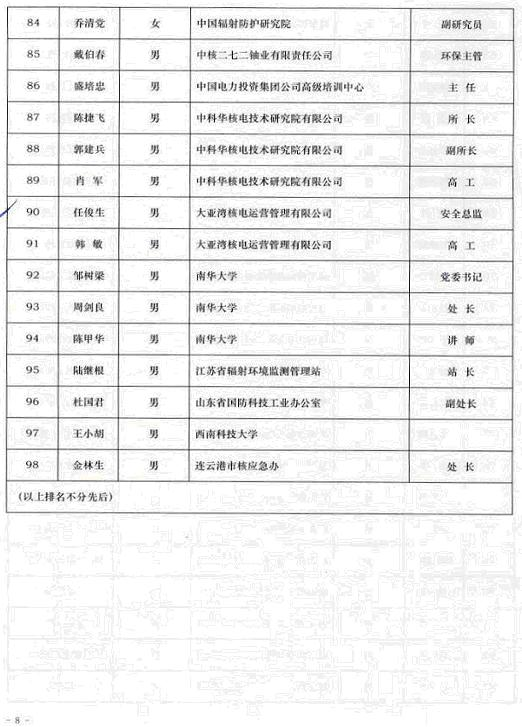 84 乔清党 女 中国辐射防护研究院 副研究员
85 戴伯春 男 中核二七二铀业有限责任公司 环保主管
86 盛培忠 男 中国电力投资集团公司高级培训中心 主 任
87 陈捷飞 男 中科华核电技术研究院有限公司 所 长
88 郭建兵 男 中科华核电技术研究院有限公司 副所长
89 肖 军 男 中科华核电技术研究院有限公司 高 工
90 任俊生 男 大亚湾核电运营管理有限公司 安全总监
91 韩 敏 男 大亚湾核电运营管理有限公司 高 工
92 邹树梁 男 南华大学 党委书记
93 周剑良 男 南华大学 处 长
94 陈甲华 男 南华大学 讲 师
95 陆继根 男 江苏省辐射环境监测管理站 站 长
96 杜国君 男 山东省国防科技工业办公室 副处长
97 王小胡 男 西南科技大学
98 金林生 男 连云港市核应急办 处 长
(以上排名不分先后)
- 8 -